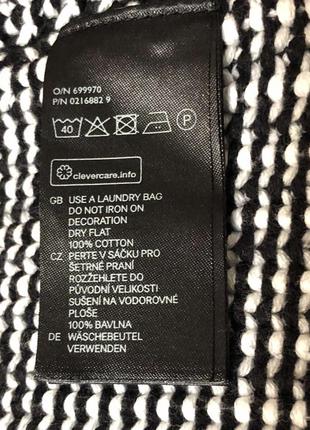 O/N 699970
P/N 0216882 9
40 P
clevercare.info
GB USE A LAUNDRY BAG
DO NOT IRON ON
DECORATION
DRY FLAT
100% COTTON
CZ PERTE V SÁČKU PRO
ŠETRNÉ PRANÍ
ROZŽEHLETE DO
PŮVODNÍ VELIKOSTI
SUŠENÍ NA VODOROVNÉ
PLOŠE
100% BAVLNA
DE WÄSCHEBEUTEL
VERWENDEN